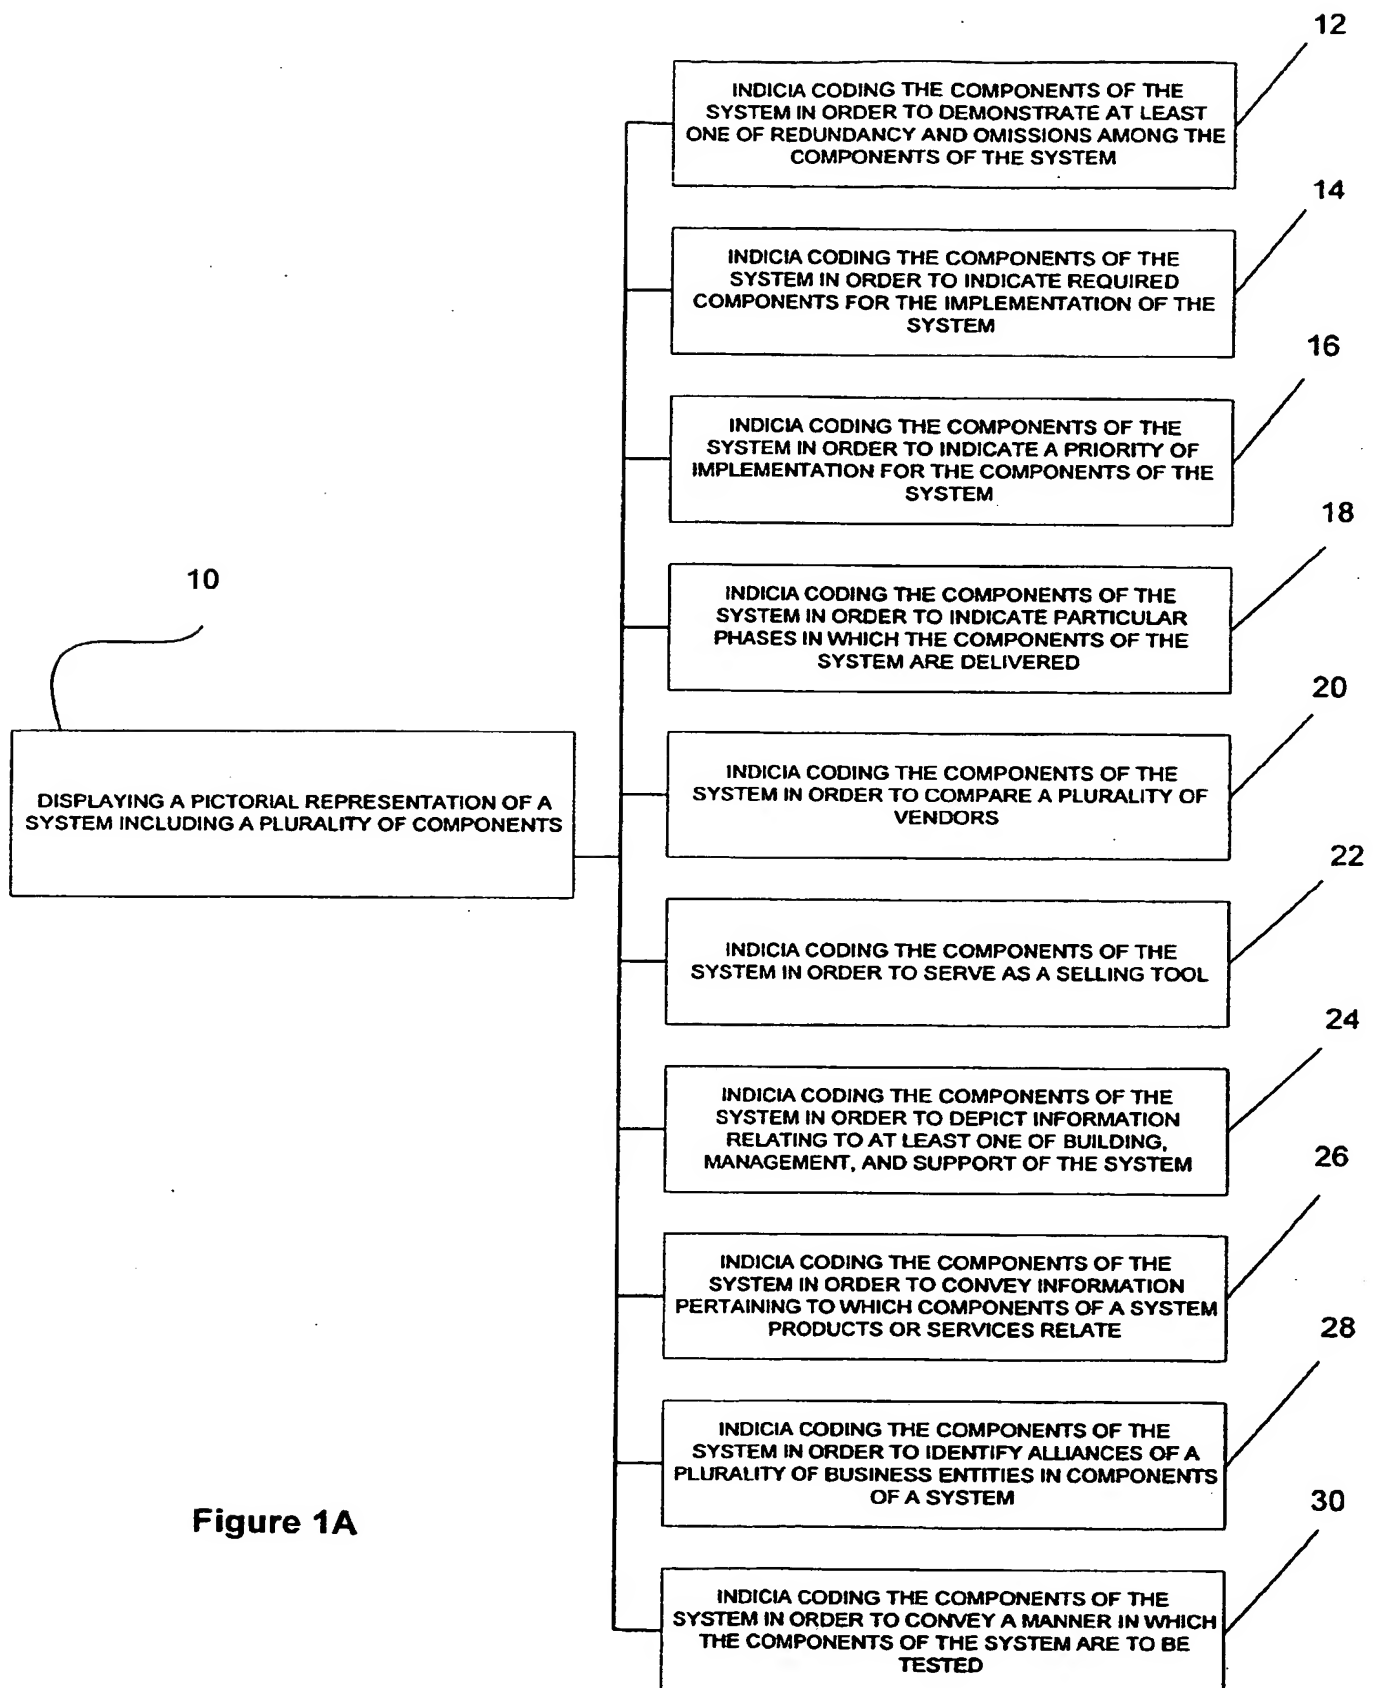 12
INDICIA CODING THE COMPONENTS OF THE
SYSTEM IN ORDER TO DEMONSTRATE AT LEAST
ONE OF REDUNDANCY AND OMISSIONS AMONG THE
COMPONENTS OF THE SYSTEM
14
INDICIA CODING THE COMPONENTS OF THE
SYSTEM IN ORDER TO INDICATE REQUIRED
COMPONENTS FOR THE IMPLEMENTATION OF THE
SYSTEM
16
INDICIA CODING THE COMPONENTS OF THE
SYSTEM IN ORDER TO INDICATE A PRIORITY OF
IMPLEMENTATION FOR THE COMPONENTS OF THE
SYSTEM
18
INDICIA CODING THE COMPONENTS OF THE
SYSTEM IN ORDER TO INDICATE PARTICULAR
PHASES IN WHICH THE COMPONENTS OF THE
SYSTEM ARE DELIVERED
10
DISPLAYING A PICTORIAL REPRESENTATION OF A
SYSTEM INCLUDING A PLURALITY OF COMPONENTS
20
INDICIA CODING THE COMPONENTS OF THE
SYSTEM IN ORDER TO COMPARE A PLURALITY OF
VENDORS
22
INDICIA CODING THE COMPONENTS OF THE
SYSTEM IN ORDER TO SERVE AS A SELLING TOOL
24
INDICIA CODING THE COMPONENTS OF THE
SYSTEM IN ORDER TO DEPICT INFORMATION
RELATING TO AT LEAST ONE OF BUILDING,
MANAGEMENT, AND SUPPORT OF THE SYSTEM
26
INDICIA CODING THE COMPONENTS OF THE
SYSTEM IN ORDER TO CONVEY INFORMATION
PERTAINING TO WHICH COMPONENTS OF A SYSTEM
PRODUCTS OR SERVICES RELATE
28
INDICIA CODING THE COMPONENTS OF THE
SYSTEM IN ORDER TO IDENTIFY ALLIANCES OF A
PLURALITY OF BUSINESS ENTITIES IN COMPONENTS
OF A SYSTEM
30
INDICIA CODING THE COMPONENTS OF THE
SYSTEM IN ORDER TO CONVEY A MANNER IN WHICH
THE COMPONENTS OF THE SYSTEM ARE TO BE
TESTED
Figure 1A